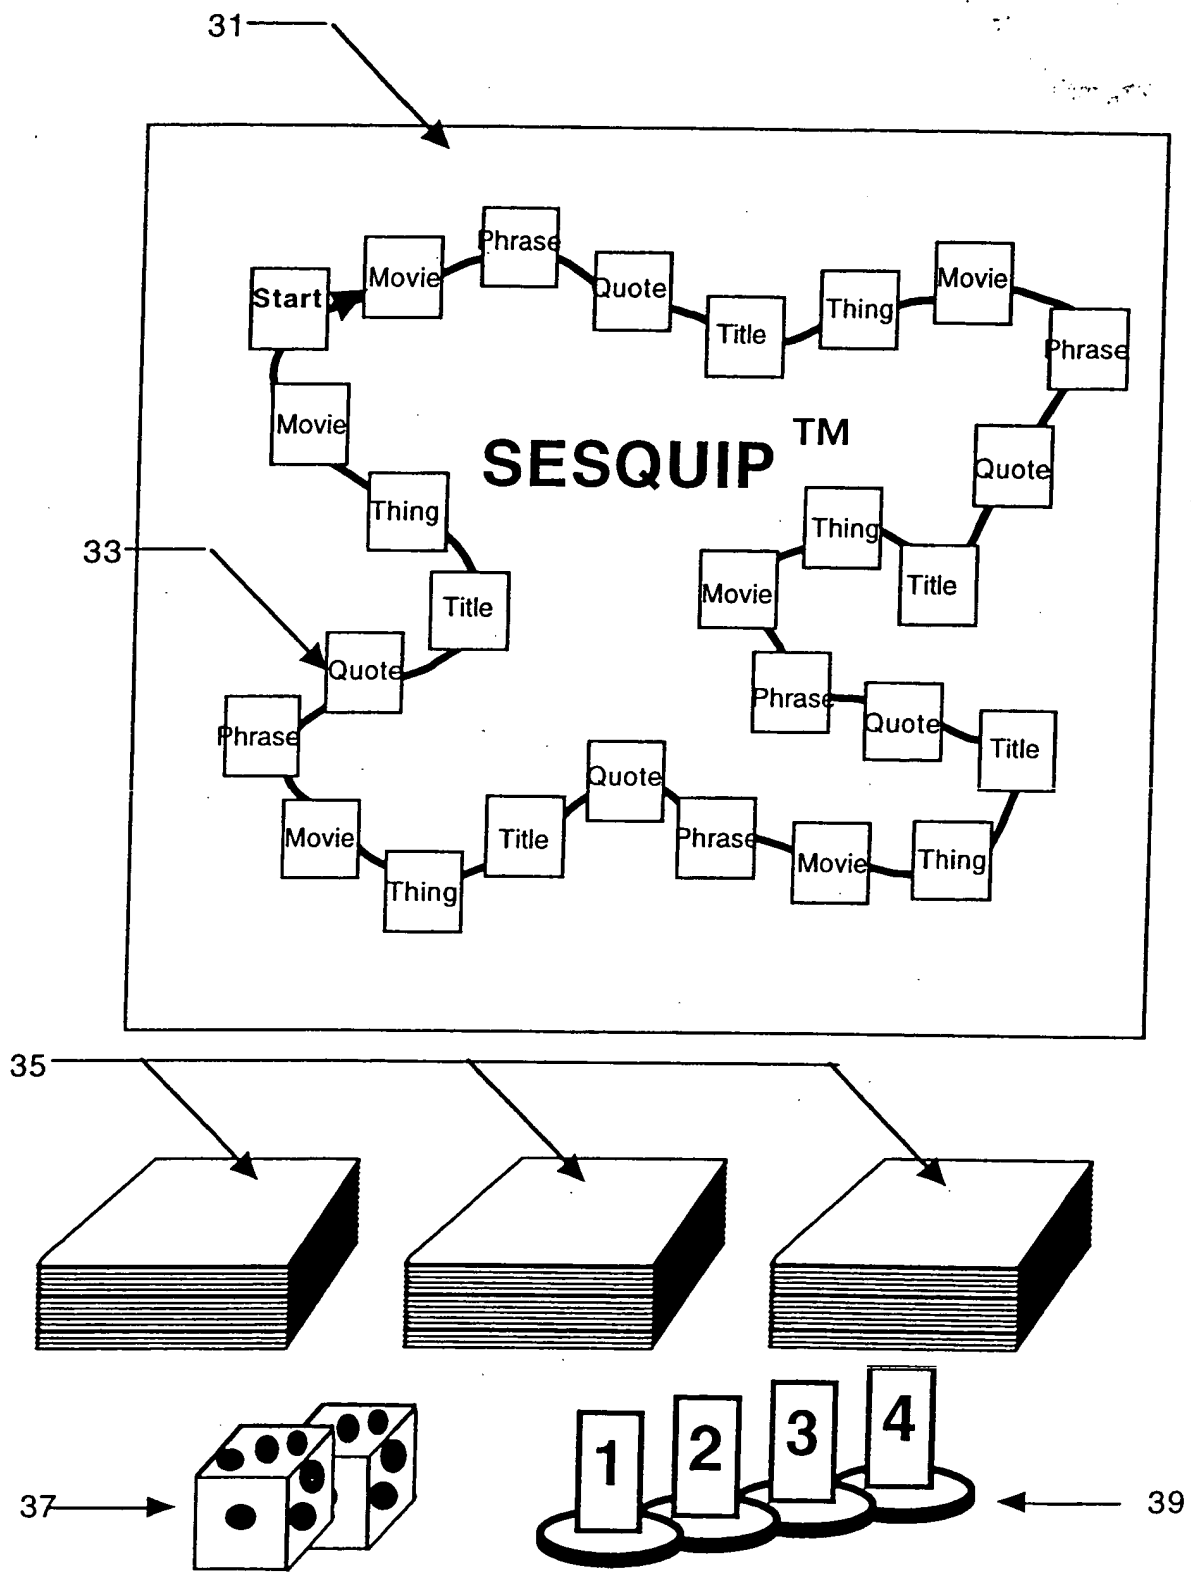 31
Phrase
Movie
Movie
Start
Quote
Thing
Title
Phrase
Movie
TM
SESQUIP
Quote
Thing
Thing
33
Title
Movie
Title
Quote
Phrase
Phrase
Quote
Title
Quote
Movie
Title
Phrase
Movie
Thing
Thing
35
1
2
3
4
37
39